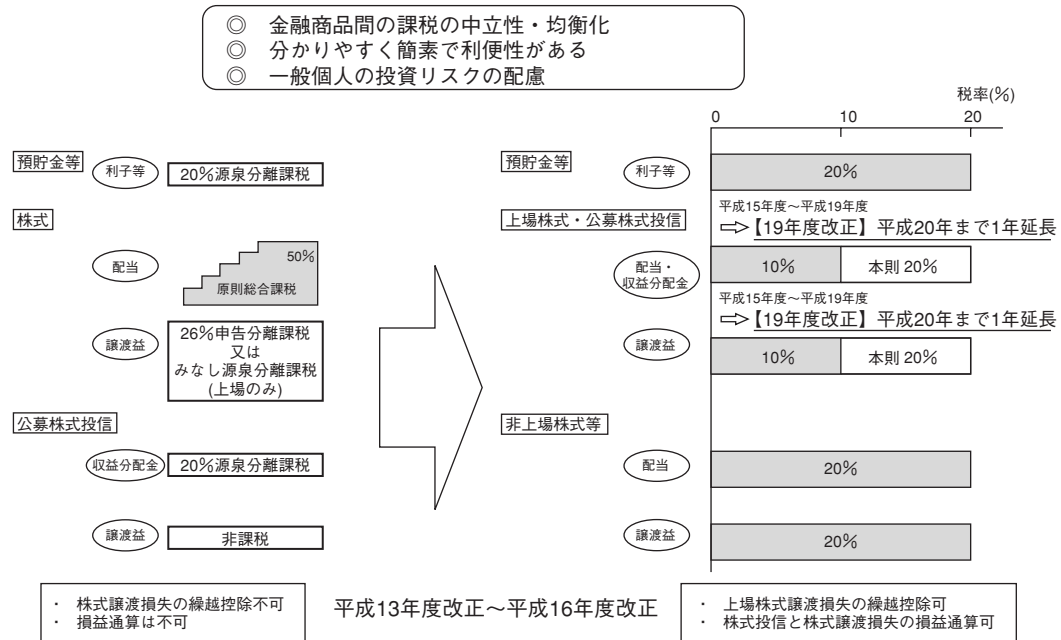 ◎ 金融商品間の課税の中立性・均衡化
◎ 分かりやすく簡素で利便性がある
◎ 一般個人の投資リスクの配慮
預貯金等
利子等
20%源泉分離課税
株式
配当
50%
原則総合課税
譲渡益
26%申告分離課税
又は
みなし源泉分離課税
(上場のみ)
公募株式投信
収益分配金
20%源泉分離課税
譲渡益
非課税
・ 株式譲渡損失の繰越控除不可
・ 損益通算は不可
平成13年度改正~平成16年度改正
税率(%)
0 10 20
預貯金等
利子等
20%
平成15年度~平成19年度
上場株式・公募株式投信
⇨【19年度改正】平成20年まで1年延長
配当・
収益分配金
10% 本則 20%
平成15年度~平成19年度
⇨【19年度改正】平成20年まで1年延長
譲渡益
10% 本則 20%
非上場株式等
配当
20%
譲渡益
20%
・ 上場株式譲渡損失の繰越控除可
・ 株式投信と株式譲渡損失の損益通算可